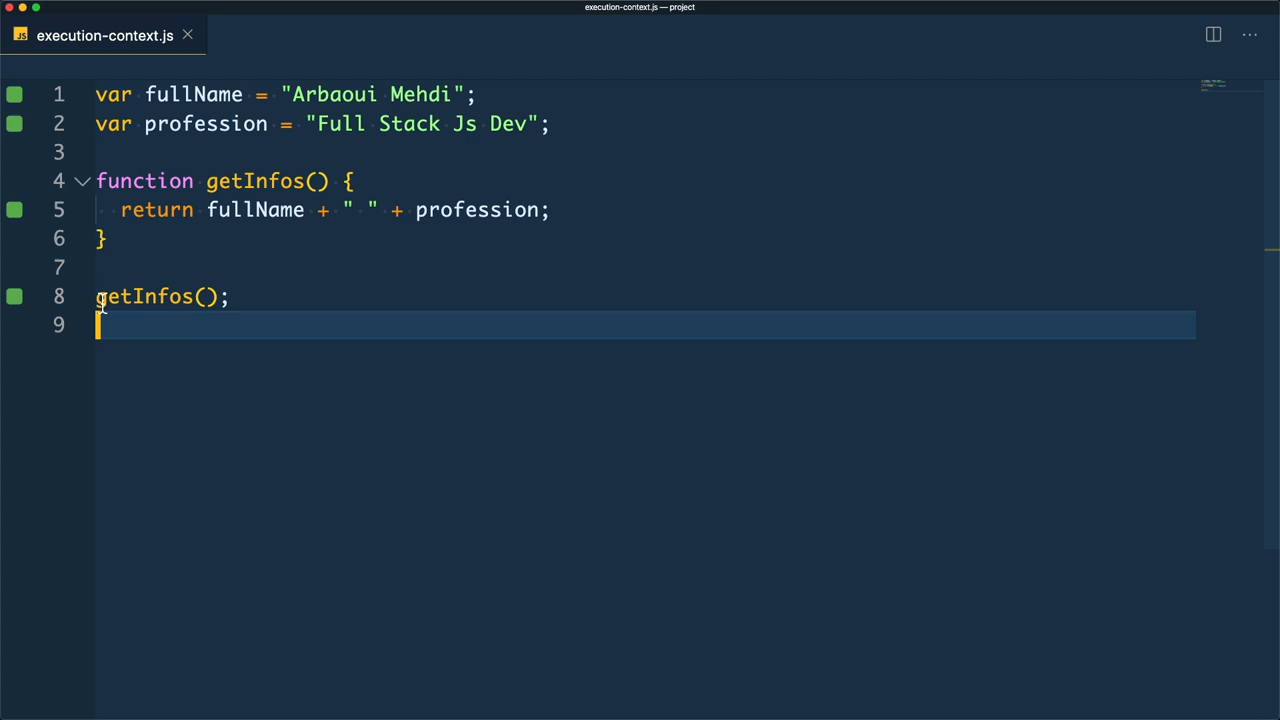 execution-context.js — project
JS execution-context.js
1 var fullName = "Arbaoui Mehdi";
2 var profession = "Full Stack Js Dev";
3
4 function getInfos() {
5 return fullName + " " + profession;
6 }
7
8 getInfos();
9